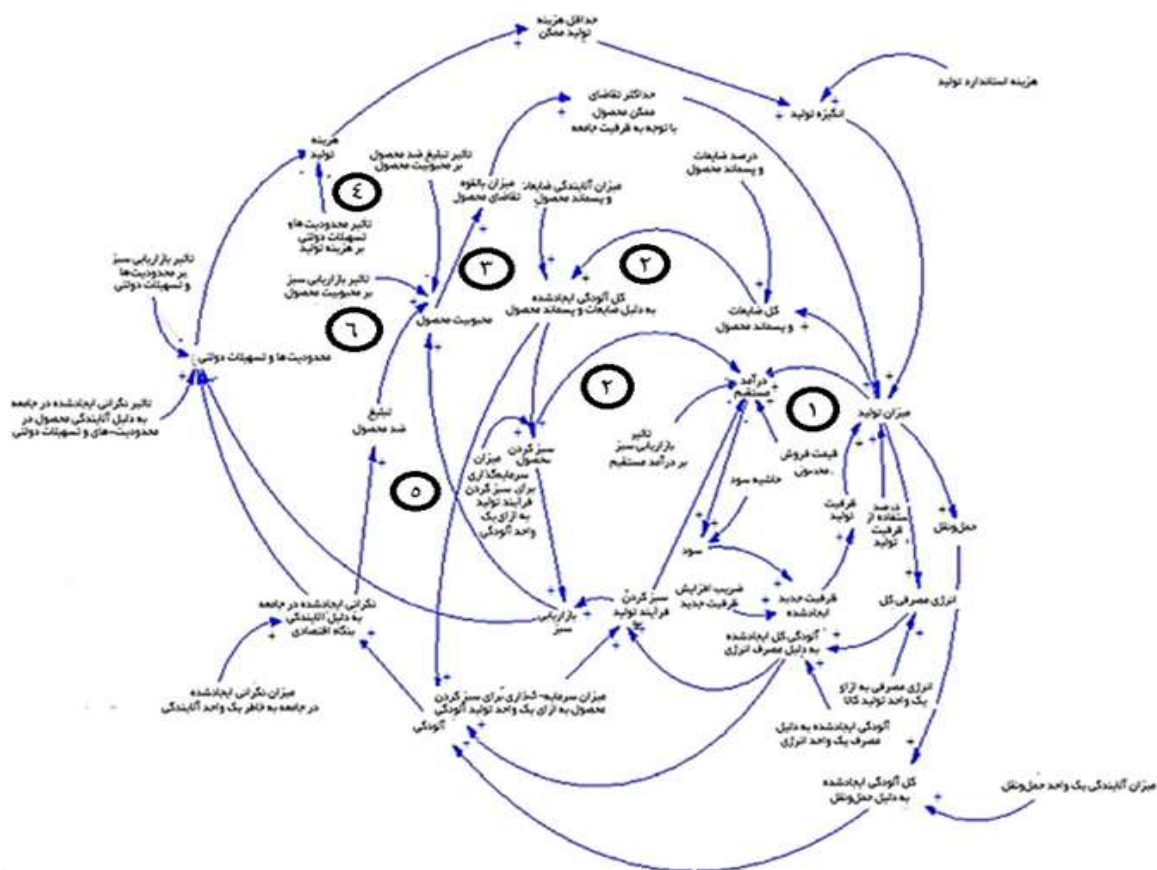 حداقل هزینه
تولید ممکن
هزینه استاندارد تولید
انگیزه تولید
حداکثر تقاضای
ممکن محصول
با توجه به ظرفیت جامعه
هزینه
تولید
تاثیر تبلیغ ضد محصول
بر محبوبیت محصول
میزان بالقوه
تقاضای محصول
میزان آلایندگی ضایعات
و پسماند محصول
درصد ضایعات
و پسماند محصول
٤
تاثیر محدودیت‌ها و
تسهیلات دولتی
بر هزینه تولید
٣
٢
تاثیر بازاریابی سبز
بر محدودیت‌ها
و تسهیلات دولتی
تاثیر بازاریابی سبز
بر محبوبیت محصول
٦
محبوبیت محصول
کل آلودگی ایجادشده
به دلیل ضایعات و پسماند محصول
کل ضایعات
و پسماند محصول
محدودیت‌ها و تسهیلات دولتی
٢
درآمد
مستقیم
١
میزان تولید
تاثیر نگرانی ایجادشده در جامعه
به دلیل آلایندگی محصول در
محدودیت-های و تسهیلات دولتی
تبلیغ
ضد محصول
٥
سبز کردن
محصول
میزان
سرمایه‌گذاری
برای سبز کردن
فرآیند تولید
به ازای یک
واحد آلودگی
تاثیر
بازاریابی سبز
بر درآمد مستقیم
قیمت فروش
حاشیه سود
سود
ظرفیت
تولید
درصد
استفاده از
ظرفیت
تولید
حمل‌ونقل
نگرانی ایجادشده در جامعه
به دلیل آلایندگی
بنگاه اقتصادی
بازاریابی
سبز
سبز کردن
فرآیند تولید
ضریب افزایش
ظرفیت جدید
ظرفیت جدید
ایجادشده
انرژی مصرفی کل
آلودگی کل ایجادشده
به دلیل مصرف انرژی
میزان نگرانی ایجادشده
در جامعه به خاطر یک واحد آلایندگی
میزان سرمایه-گذاری برای سبز کردن
محصول به ازای یک واحد تولید آلودگی
آلودگی
انرژی مصرفی به ازای
یک واحد تولید کالا
آلودگی ایجادشده به دلیل
مصرف یک واحد انرژی
کل آلودگی ایجادشده
به دلیل حمل‌ونقل
میزان آلایندگی یک واحد حمل‌ونقل